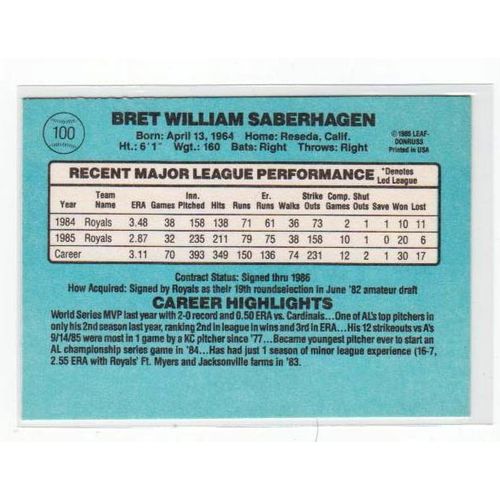 100
BRET WILLIAM SABERHAGEN
Born: April 13, 1964 Home: Reseda, Calif.
Ht.: 6'1" Wgt.: 160 Bats: Right Throws: Right
©1985 LEAF-
DONRUSS
Printed in USA
RECENT MAJOR LEAGUE PERFORMANCE
*Denotes
Led League
Year Team Name ERA Games Inn. Pitched Hits Runs Er. Runs Walks Strike Outs Comp. Games Shut Outs Save Won Lost
1984 Royals 3.48 38 158 138 71 61 36 73 2 1 1 10 11
1985 Royals 2.87 32 235 211 79 75 38 158 10 1 0 20 6
Career 3.11 70 393 349 150 136 74 231 12 2 1 30 17
Contract Status: Signed thru 1986
How Acquired: Signed by Royals as their 19th roundselection in June '82 amateur draft
CAREER HIGHLIGHTS
World Series MVP last year with 2-0 record and 0.50 ERA vs. Cardinals...One of AL's top pitchers in
only his 2nd season last year, ranking 2nd in league in wins and 3rd in ERA...His 12 strikeouts vs A's
9/14/85 were most in 1 game by a KC pitcher since '77...Became youngest pitcher ever to start an
AL championship series game in '84...Has had just 1 season of minor league experience (16-7,
2.55 ERA with Royals' Ft. Myers and Jacksonville farms in '83.